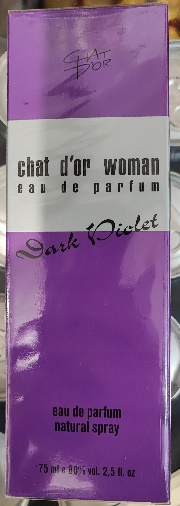 CHAT
D'OR
chat d'or woman
eau de parfum
Dark Violet
eau de parfum
natural spray
75 ml e 80% vol. 2,5 fl. oz